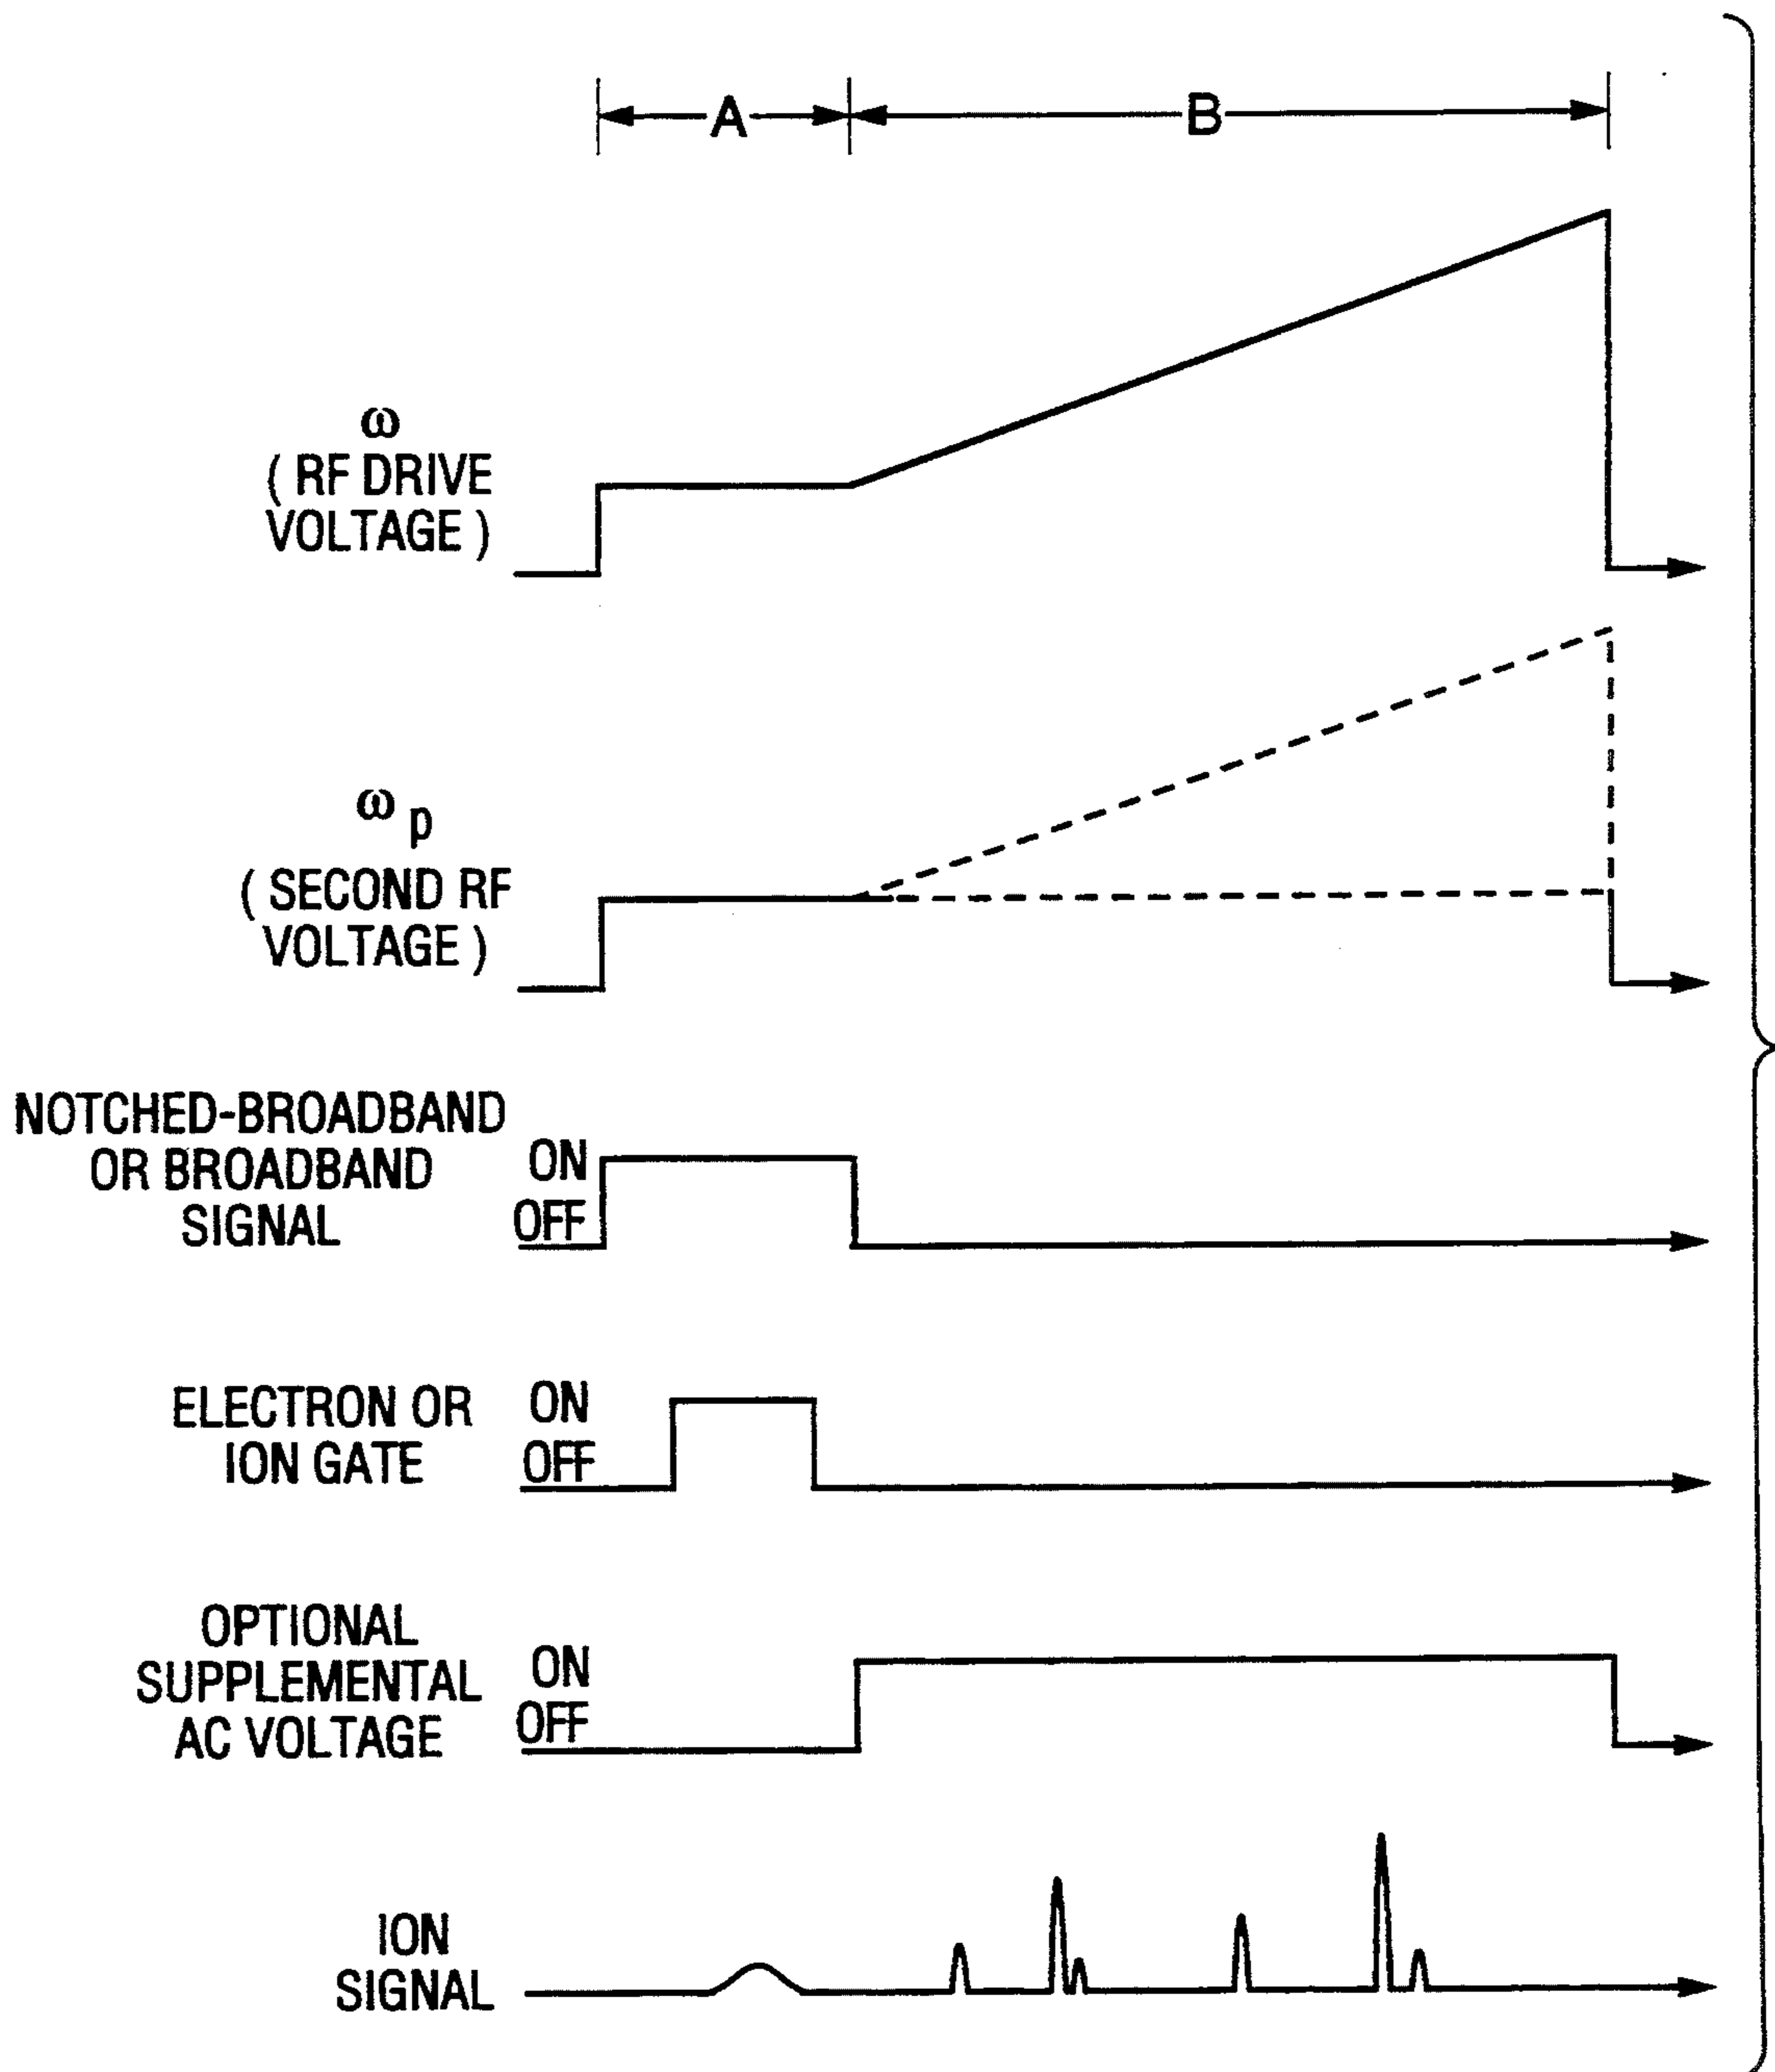 A B
ω
( RF DRIVE
VOLTAGE )
ω p
( SECOND RF
VOLTAGE )
NOTCHED-BROADBAND
OR BROADBAND
SIGNAL
ON
OFF
ELECTRON OR
ION GATE
ON
OFF
OPTIONAL
SUPPLEMENTAL
AC VOLTAGE
ON
OFF
ION
SIGNAL